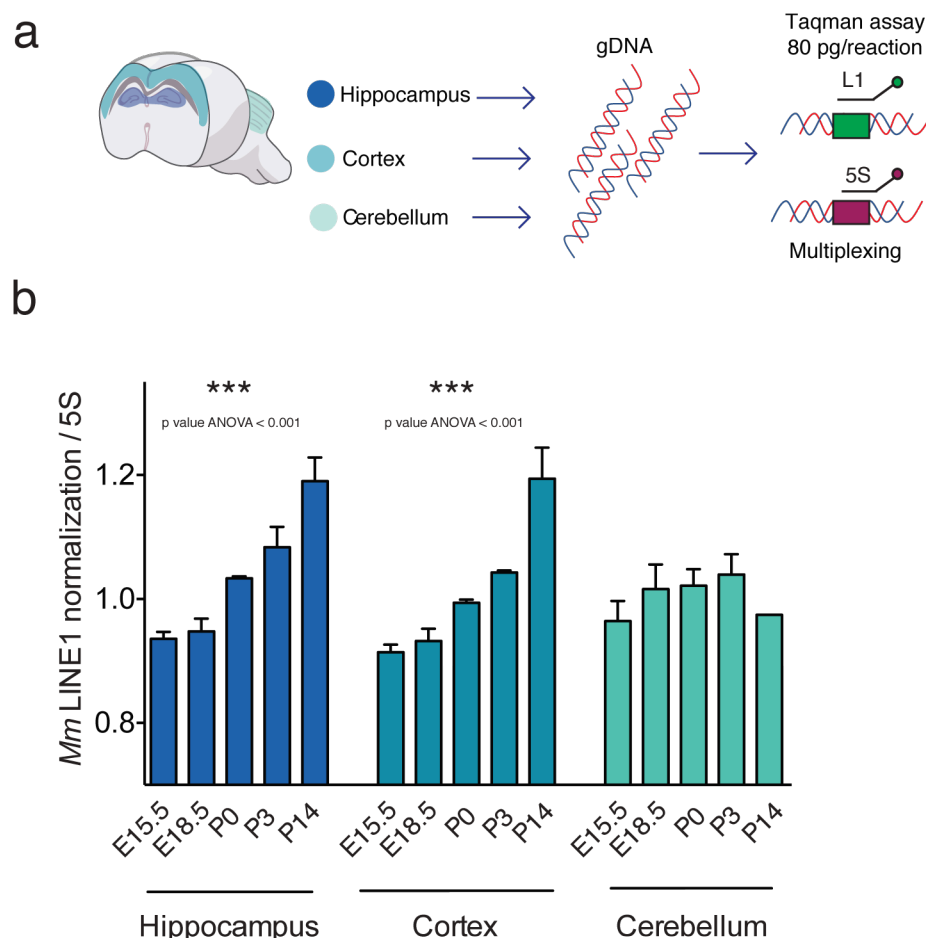 a
Taqman assay
80 pg/reaction
gDNA
L1
Hippocampus
Cortex
5S
Cerebellum
Multiplexing
b
Mm LINE1 normalization / 5S
***
***
p value ANOVA < 0.001
p value ANOVA < 0.001
1.2
1.0
0.8
E15.5
E18.5
P0
P3
P14
E15.5
E18.5
P0
P3
P14
E15.5
E18.5
P0
P3
P14
Hippocampus
Cortex
Cerebellum